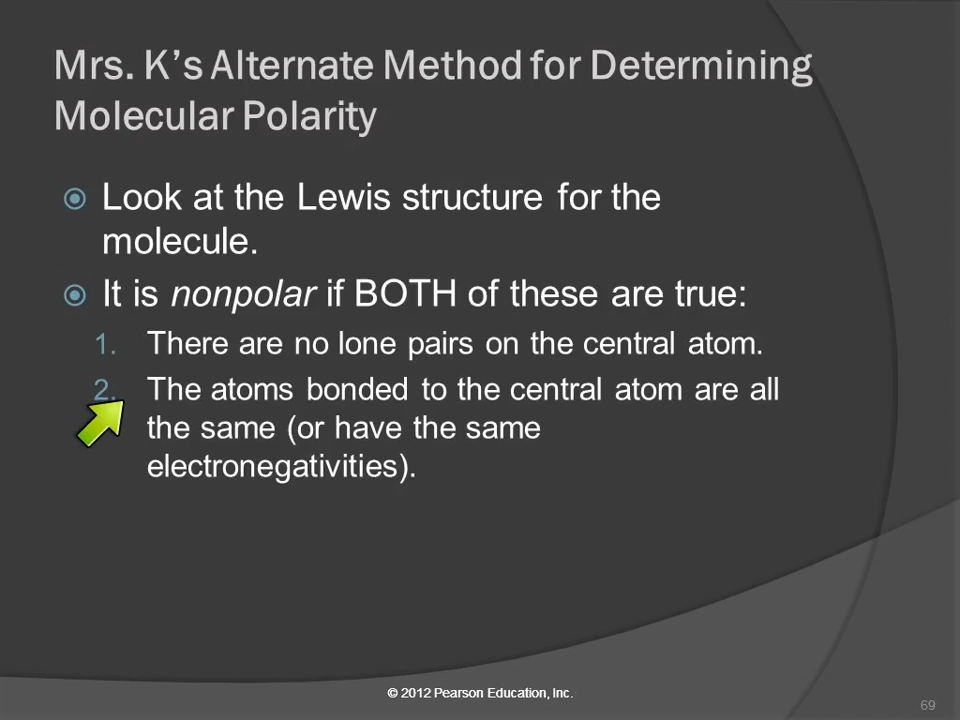 Mrs. K’s Alternate Method for Determining
Molecular Polarity
Look at the Lewis structure for the
molecule.
It is nonpolar if BOTH of these are true:
1. There are no lone pairs on the central atom.
2. The atoms bonded to the central atom are all
the same (or have the same
electronegativities).
© 2012 Pearson Education, Inc.
69